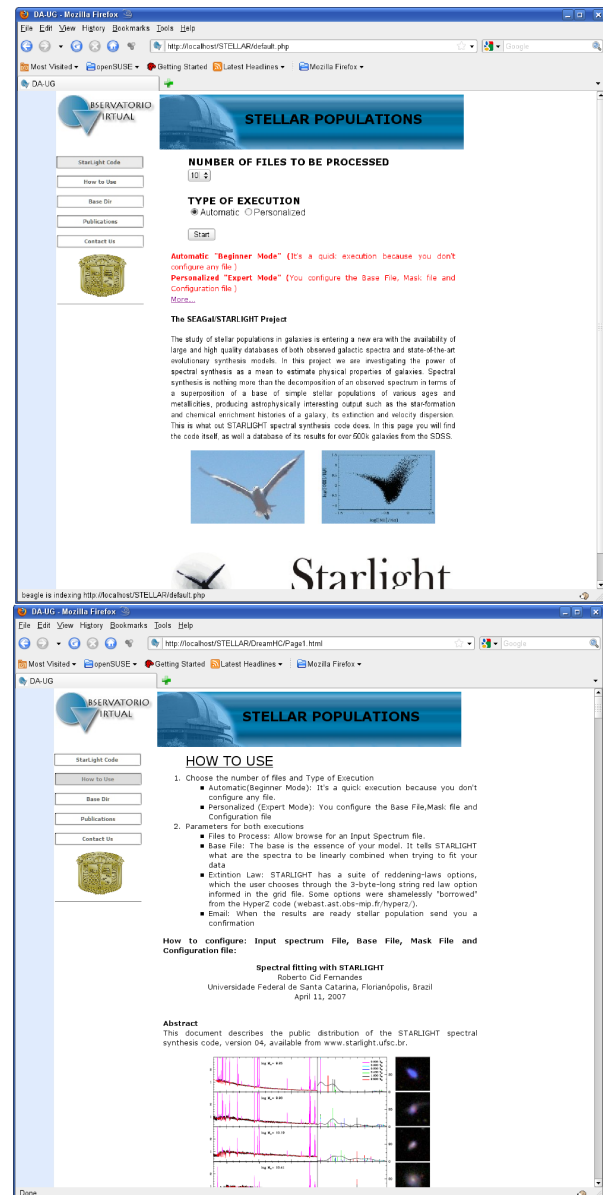 DA-UG - Mozilla Firefox
File Edit View History Bookmarks Tools Help
http://localhost/STELLAR/default.php
Google
Most Visited openSUSE Getting Started Latest Headlines Mozilla Firefox
DA-UG
BSERVATORIO
IRTUAL
STELLAR POPULATIONS
StarLight Code
How to Use
Base Dir
Publications
Contact Us
NUMBER OF FILES TO BE PROCESSED
10
TYPE OF EXECUTION
Automatic Personalized
Start
Automatic "Beginner Mode" (It's a quick execution because you don't
configure any file )
Personalized "Expert Mode" (You configure the Base File, Mask file and
Configuration file )
More...
The SEAGal/STARLIGHT Project
The study of stellar populations in galaxies is entering a new era with the availability of
large and high quality databases of both observed galactic spectra and state-of-the-art
evolutionary synthesis models. In this project we are investigating the power of
spectral synthesis as a mean to estimate physical properties of galaxies. Spectral
synthesis is nothing more than the decomposition of an observed spectrum in terms of
a superposition of a base of simple stellar populations of various ages and
metallicities, producing astrophysically interesting output such as the star-formation
and chemical enrichment histories of a galaxy, its extinction and velocity dispersion.
This is what out STARLIGHT spectral synthesis code does. In this page you will find
the code itself, as well a database of its results for over 500k galaxies from the SDSS.
Starlight
beagle is indexing http://localhost/STELLAR/default.php
DA-UG - Mozilla Firefox
File Edit View History Bookmarks Tools Help
http://localhost/STELLAR/DreamHC/Page1.html
Google
Most Visited openSUSE Getting Started Latest Headlines Mozilla Firefox
DA-UG
BSERVATORIO
IRTUAL
STELLAR POPULATIONS
StarLight Code
How to Use
Base Dir
Publications
Contact Us
HOW TO USE
1. Choose the number of files and Type of Execution
Automatic(Beginner Mode): It's a quick execution because you don't
configure any file.
Personalized (Expert Mode): You configure the Base File,Mask file and
Configuration file
2. Parameters for both executions
Files to Process: Allow browse for an Input Spectrum file.
Base File: The base is the essence of your model. It tells STARLIGHT
what are the spectra to be linearly combined when trying to fit your
data
Extintion Law: STARLIGHT has a suite of reddening-laws options,
which the user chooses through the 3-byte-long string red law option
informed in the grid file. Some options were shamelessly "borrowed"
from the HyperZ code (webast.ast.obs-mip.fr/hyperz/).
Email: When the results are ready stellar population send you a
confirmation
How to configure: Input spectrum File, Base File, Mask File and
Configuration file:
Spectral fitting with STARLIGHT
Roberto Cid Fernandes
Universidade Federal de Santa Catarina, Florianópolis, Brazil
April 11, 2007
Abstract
This document describes the public distribution of the STARLIGHT spectral
synthesis code, version 04, available from www.starlight.ufsc.br.
Done